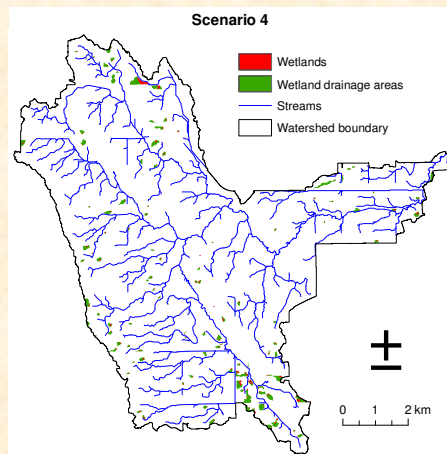 Scenario 4
Wetlands
Wetland drainage areas
Streams
Watershed boundary
±
0 1 2 km